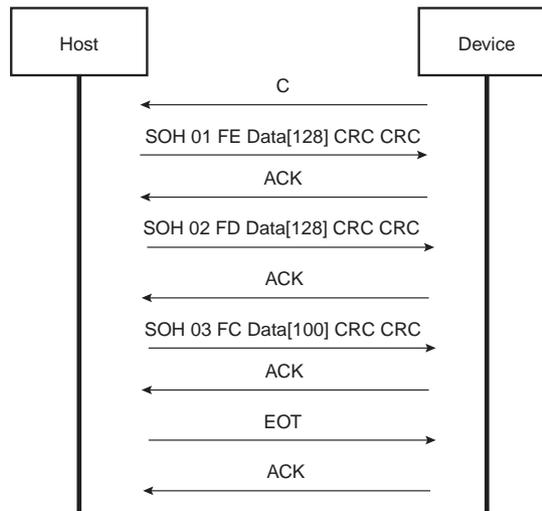 Host
Device
C
SOH 01 FE Data[128] CRC CRC
ACK
SOH 02 FD Data[128] CRC CRC
ACK
SOH 03 FC Data[100] CRC CRC
ACK
EOT
ACK